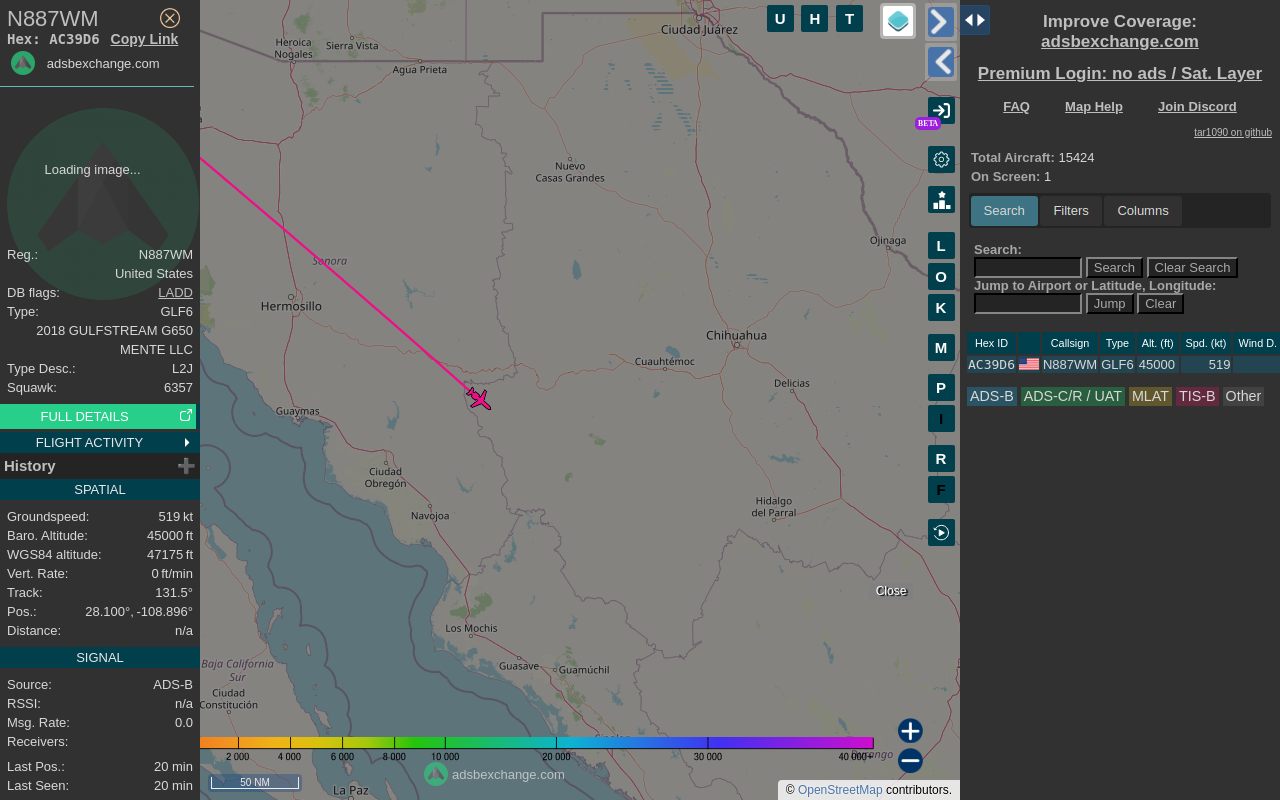 N887WM
Hex: AC39D6 Copy Link
adsbexchange.com
Loading image...
Reg.: N887WM
United States
DB flags: LADD
Type: GLF6
2018 GULFSTREAM G650
MENTE LLC
Type Desc.: L2J
Squawk: 6357
FULL DETAILS
FLIGHT ACTIVITY
History
SPATIAL
Groundspeed: 519 kt
Baro. Altitude: 45000 ft
WGS84 altitude: 47175 ft
Vert. Rate: 0 ft/min
Track: 131.5°
Pos.: 28.100°, -108.896°
Distance: n/a
SIGNAL
Source: ADS-B
RSSI: n/a
Msg. Rate: 0.0
Receivers:
Last Pos.: 20 min
Last Seen: 20 min
Ciudad Juárez
Heroica
Nogales
Sierra Vista
Agua Prieta
Nuevo
Casas Grandes
Ojinaga
Sonora
Hermosillo
Chihuahua
Cuauhtémoc
Delicias
Guaymas
Ciudad
Obregón
Navojoa
Hidalgo
del Parral
Los Mochis
Guasave
Guamúchil
Baja California
Sur
Ciudad
Constitución
La Paz
Close
2 000 4 000 6 000 8 000 10 000 20 000 30 000 40 000+
adsbexchange.com
50 NM
© OpenStreetMap contributors.
U H T
BETA
L
O
K
M
P
I
R
F
Improve Coverage:
adsbexchange.com
Premium Login: no ads / Sat. Layer
FAQ Map Help Join Discord
tar1090 on github
Total Aircraft: 15424
On Screen: 1
Search Filters Columns
Search:
Search Clear Search
Jump to Airport or Latitude, Longitude:
Jump Clear
Hex ID Callsign Type Alt. (ft) Spd. (kt) Wind D.
AC39D6 N887WM GLF6 45000 519
ADS-B ADS-C/R / UAT MLAT TIS-B Other